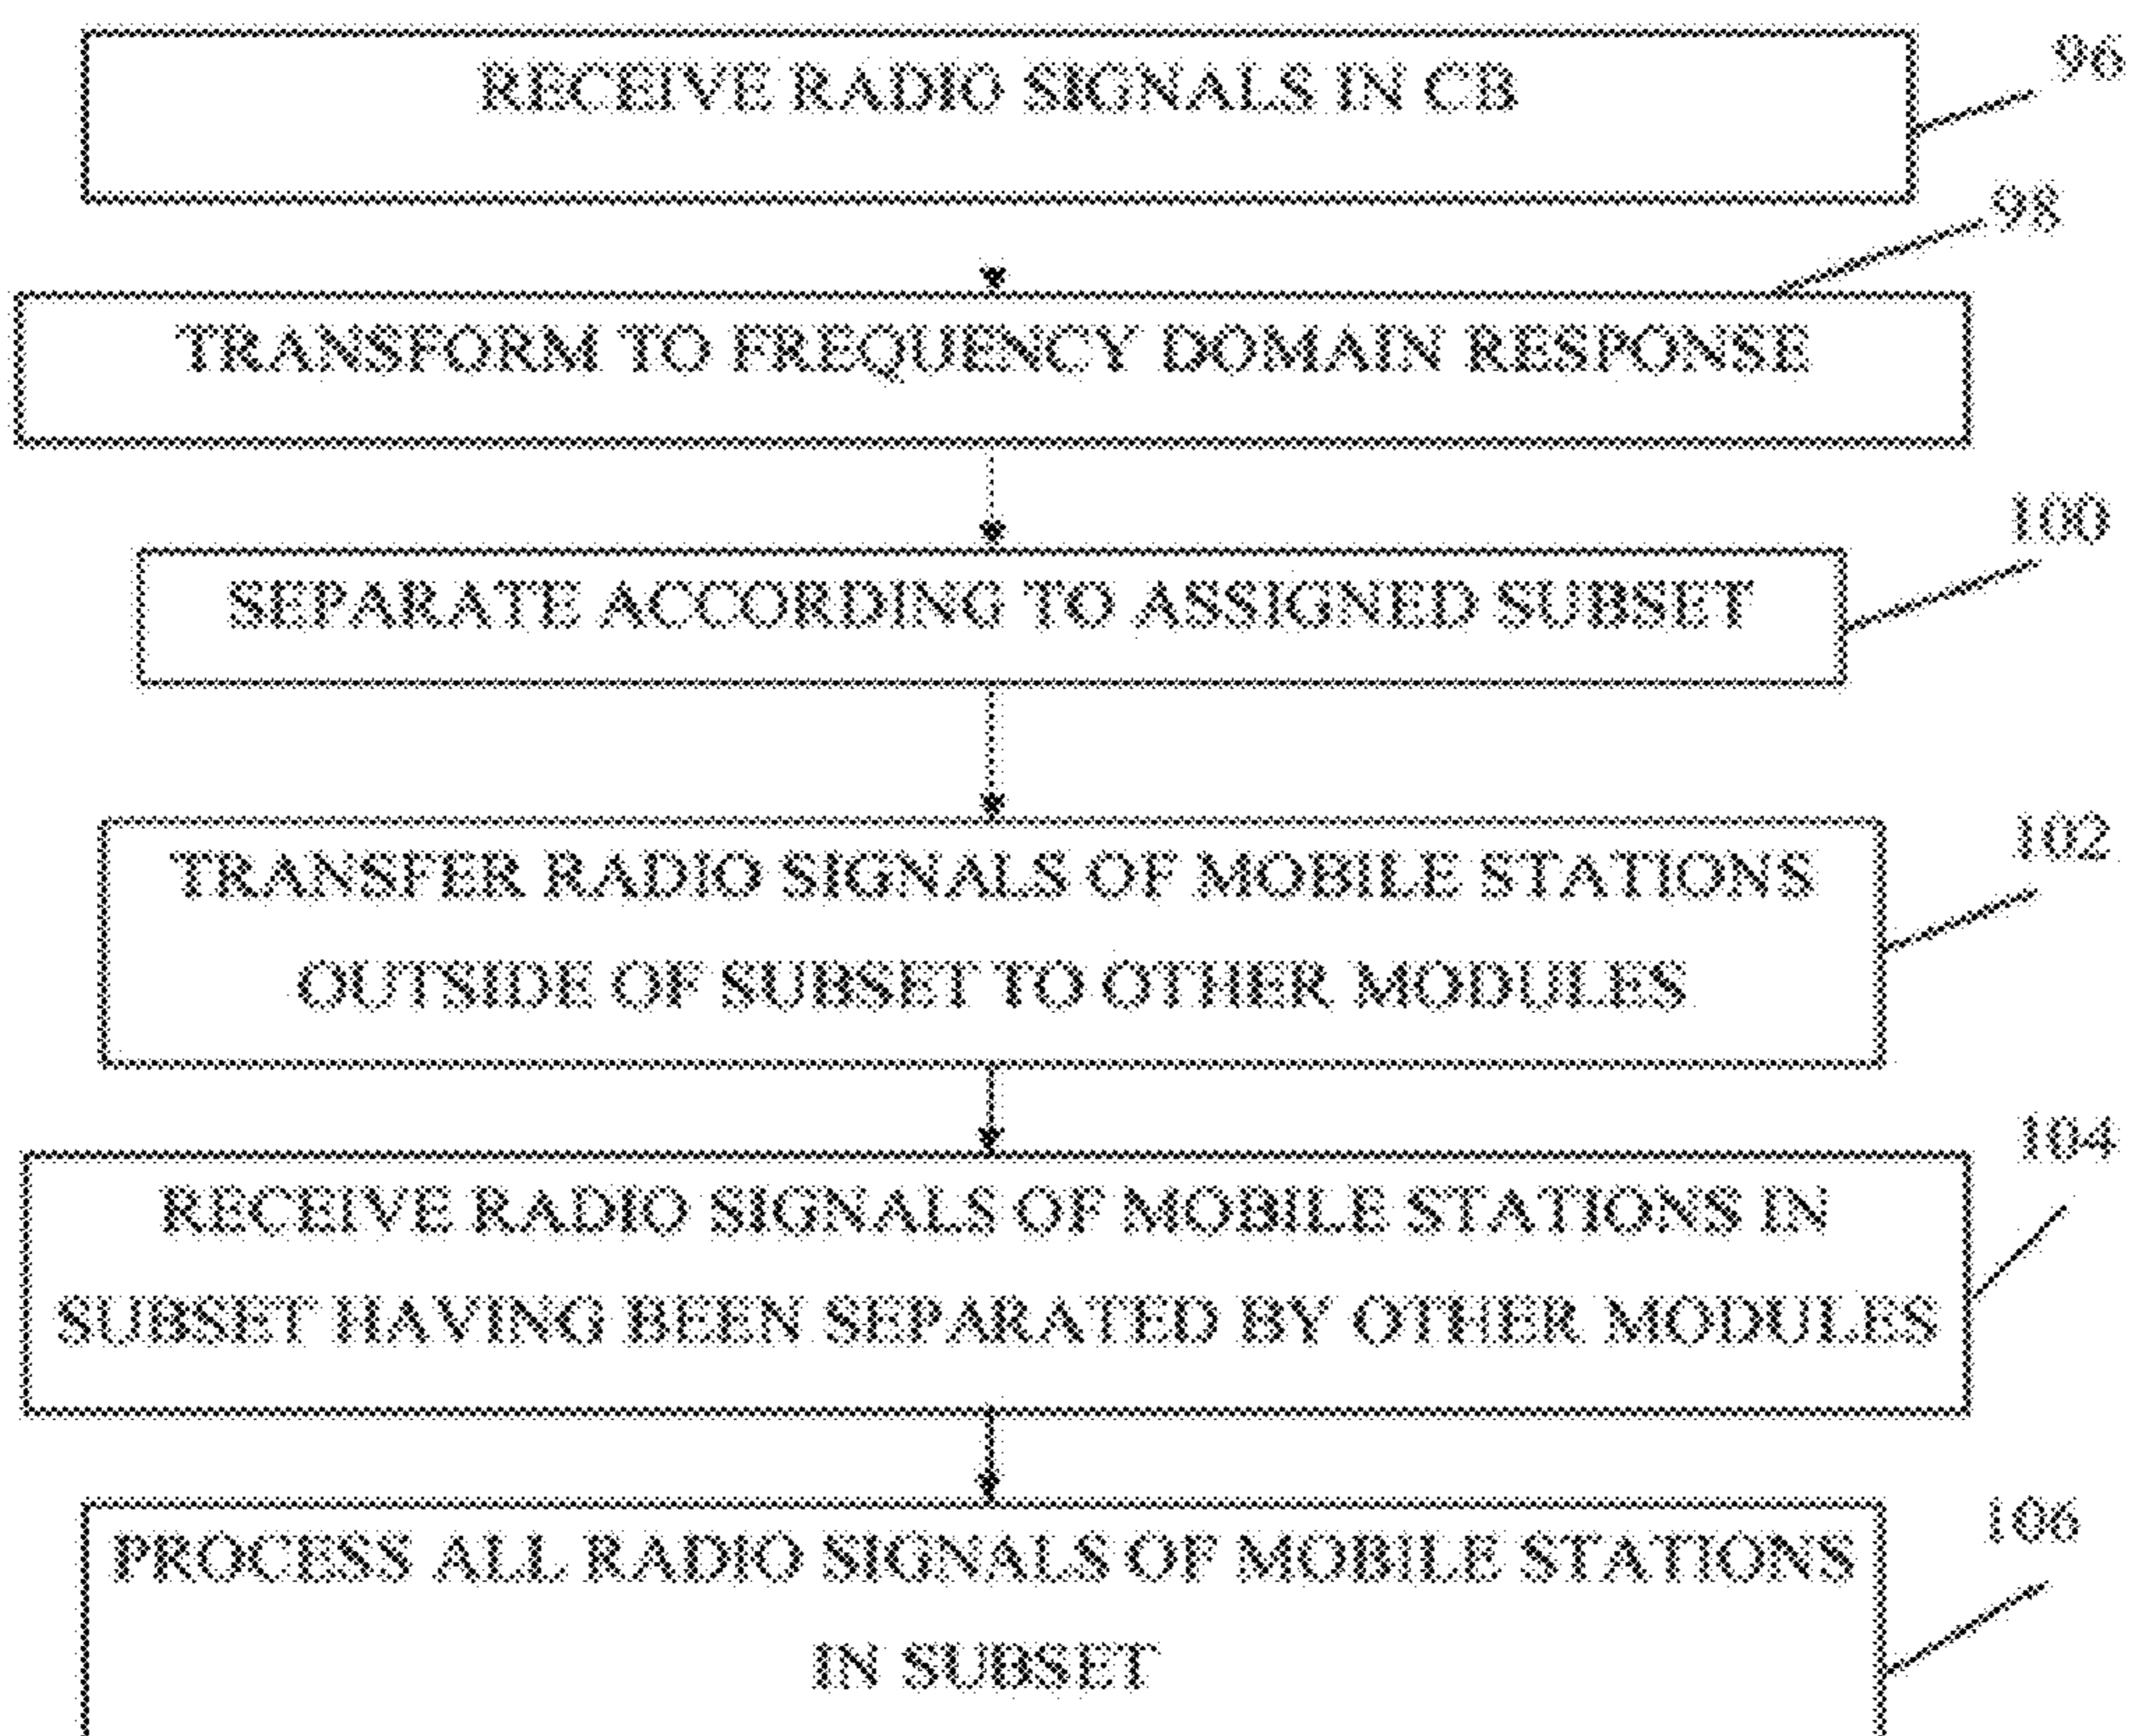 RECEIVE RADIO SIGNALS IN CB
96
98
TRANSFORM TO FREQUENCY DOMAIN RESPONSE
100
SEPARATE ACCORDING TO ASSIGNED SUBSET
102
TRANSFER RADIO SIGNALS OF MOBILE STATIONS
OUTSIDE OF SUBSET TO OTHER MODULES
104
RECEIVE RADIO SIGNALS OF MOBILE STATIONS IN
SUBSET HAVING BEEN SEPARATED BY OTHER MODULES
106
PROCESS ALL RADIO SIGNALS OF MOBILE STATIONS
IN SUBSET